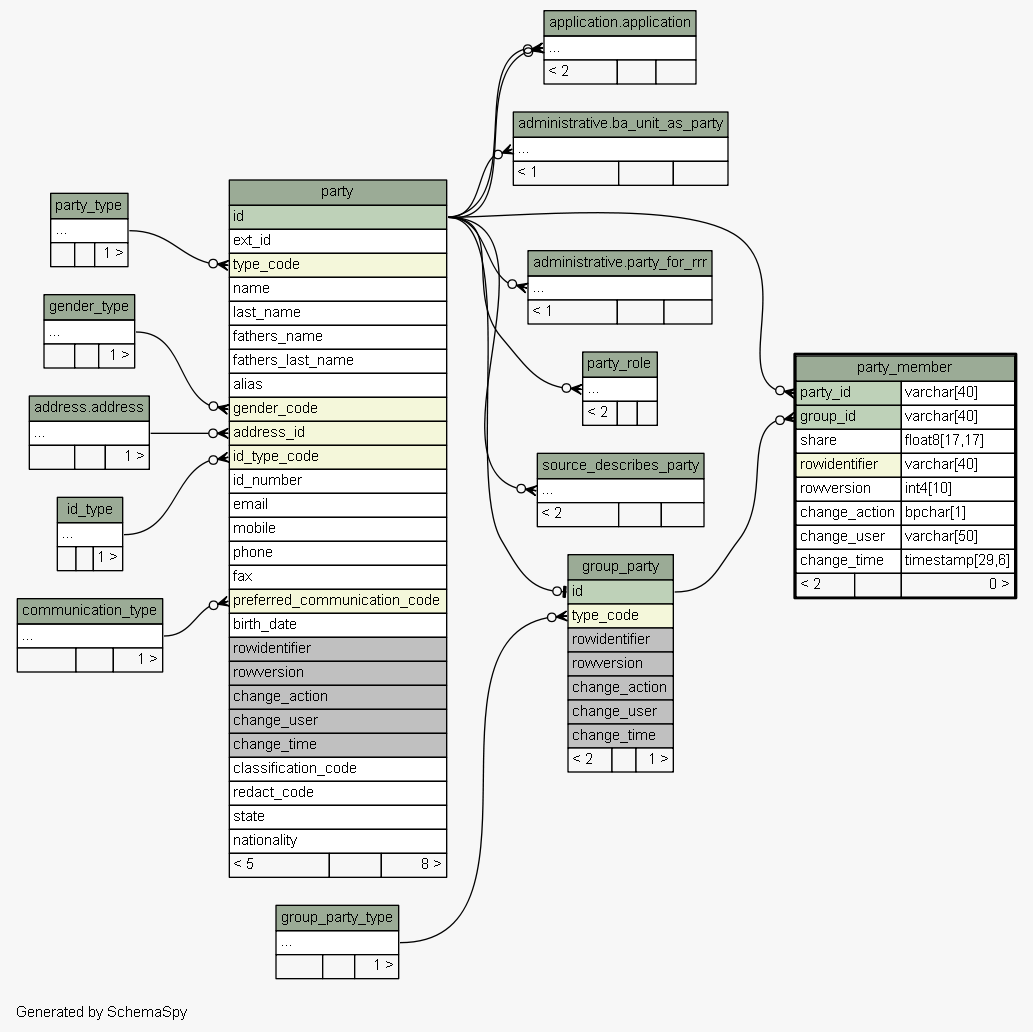 application.application
...
< 2
administrative.ba_unit_as_party
...
< 1
party_type
...
1 >
gender_type
...
1 >
address.address
...
1 >
id_type
...
1 >
communication_type
...
1 >
party
id
ext_id
type_code
name
last_name
fathers_name
fathers_last_name
alias
gender_code
address_id
id_type_code
id_number
email
mobile
phone
fax
preferred_communication_code
birth_date
rowidentifier
rowversion
change_action
change_user
change_time
classification_code
redact_code
state
nationality
< 5 8 >
administrative.party_for_rrr
...
< 1
party_role
...
< 2
source_describes_party
...
< 2
group_party
id
type_code
rowidentifier
rowversion
change_action
change_user
change_time
< 2 1 >
party_member
party_id varchar[40]
group_id varchar[40]
share float8[17,17]
rowidentifier varchar[40]
rowversion int4[10]
change_action bpchar[1]
change_user varchar[50]
change_time timestamp[29,6]
< 2 0 >
group_party_type
...
1 >
Generated by SchemaSpy